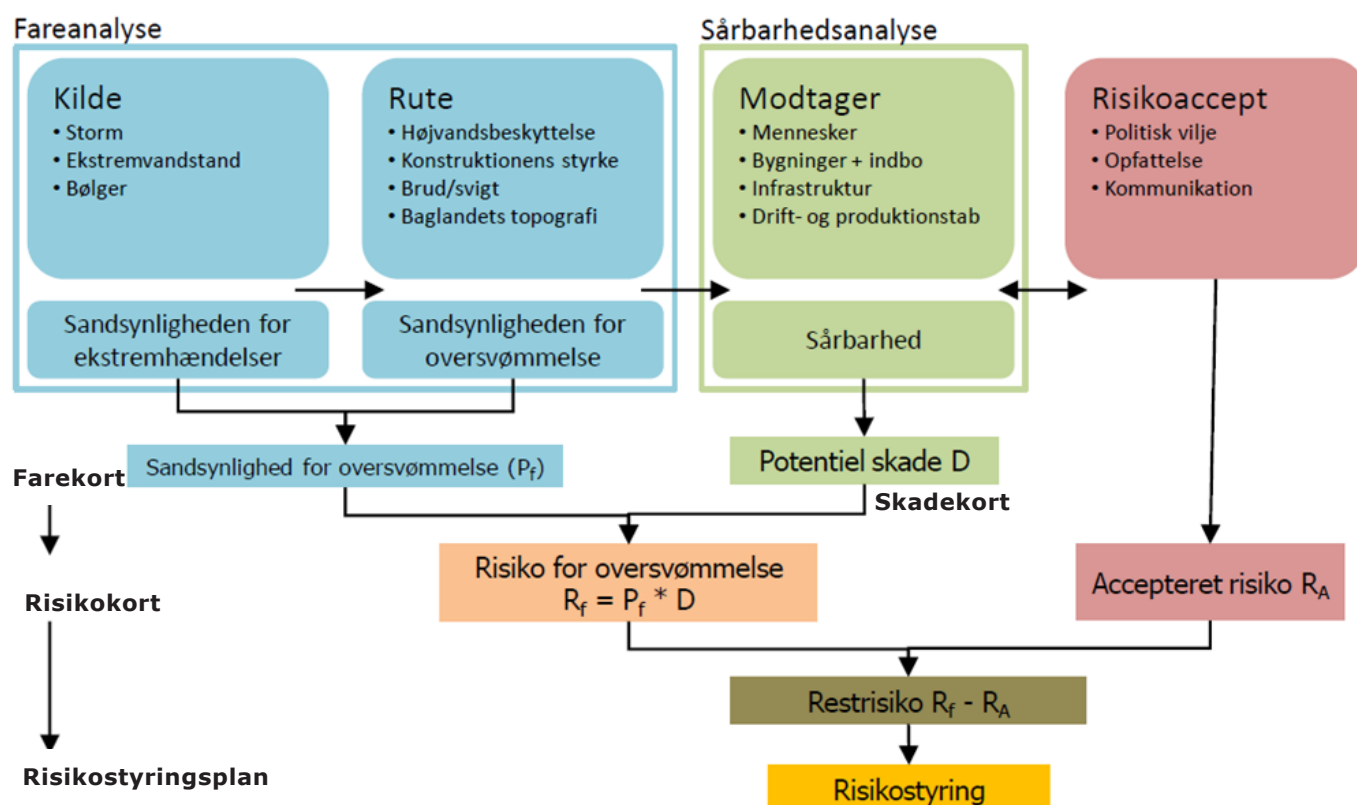 Fareanalyse
Kilde
• Storm
• Ekstremvandstand
• Bølger
Sandsynligheden for
ekstremhændelser
Rute
• Højvandsbeskyttelse
• Konstruktionens styrke
• Brud/svigt
• Baglandets topografi
Sandsynligheden for
oversvømmelse
Sårbarhedsanalyse
Modtager
• Mennesker
• Bygninger + indbo
• Infrastruktur
• Drift- og produktionstab
Sårbarhed
Risikoaccept
• Politisk vilje
• Opfattelse
• Kommunikation
Farekort
Sandsynlighed for oversvømmelse (Pf)
Potentiel skade D
Skadekort
Risikokort
Risiko for oversvømmelse
Rf = Pf * D
Accepteret risiko RA
Restrisiko Rf - RA
Risikostyringsplan
Risikostyring